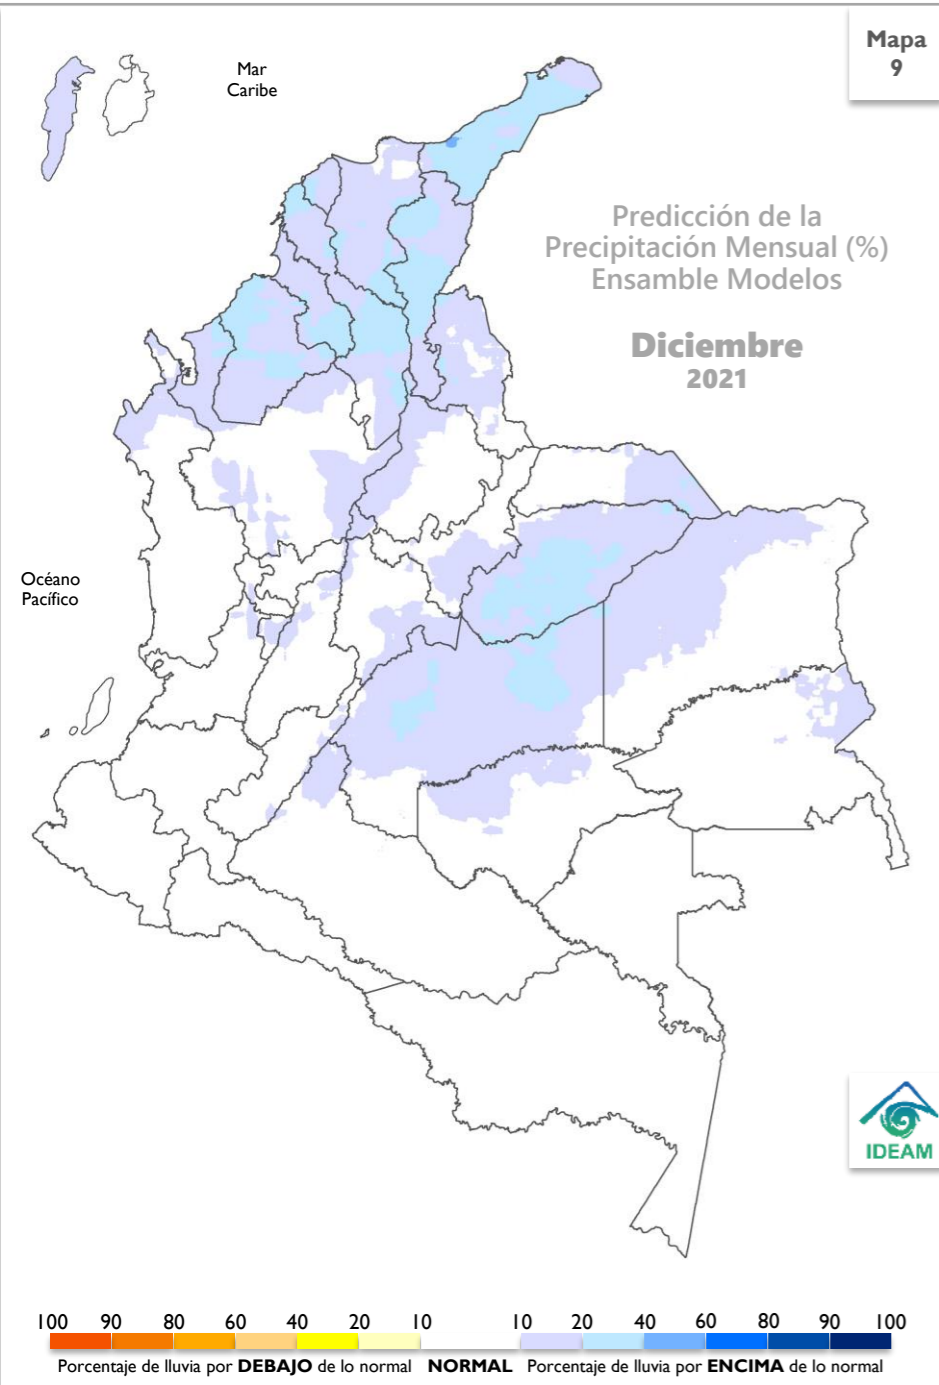 Mapa
9
Mar
Caribe
Predicción de la
Precipitación Mensual (%)
Ensamble Modelos
Diciembre
2021
Océano
Pacífico
IDEAM
100 90 80 60 40 20 10 10 20 40 60 80 90 100
Porcentaje de lluvia por DEBAJO de lo normal NORMAL Porcentaje de lluvia por ENCIMA de lo normal